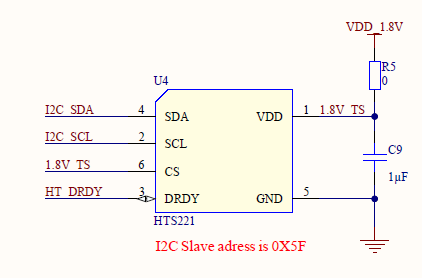 VDD_1.8V
U4
R5
0
I2C_SDA 4 SDA VDD 1 1.8V_TS
I2C_SCL 2 SCL
C9
1µF
1.8V_TS 6 CS
HT_DRDY 3 DRDY GND 5
HTS221
I2C Slave adress is 0X5F